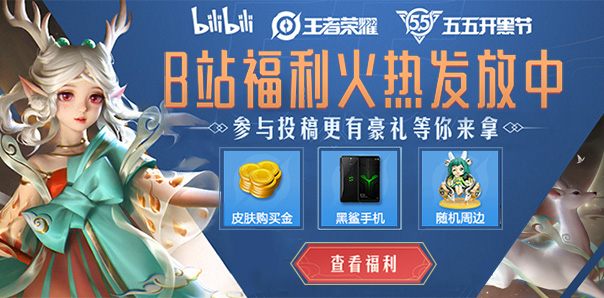 bilibili 王者荣耀 55 五五开黑节
B站福利火热发放中
参与投稿更有豪礼等你来拿
皮肤购买金 黑鲨手机 随机周边
查看福利